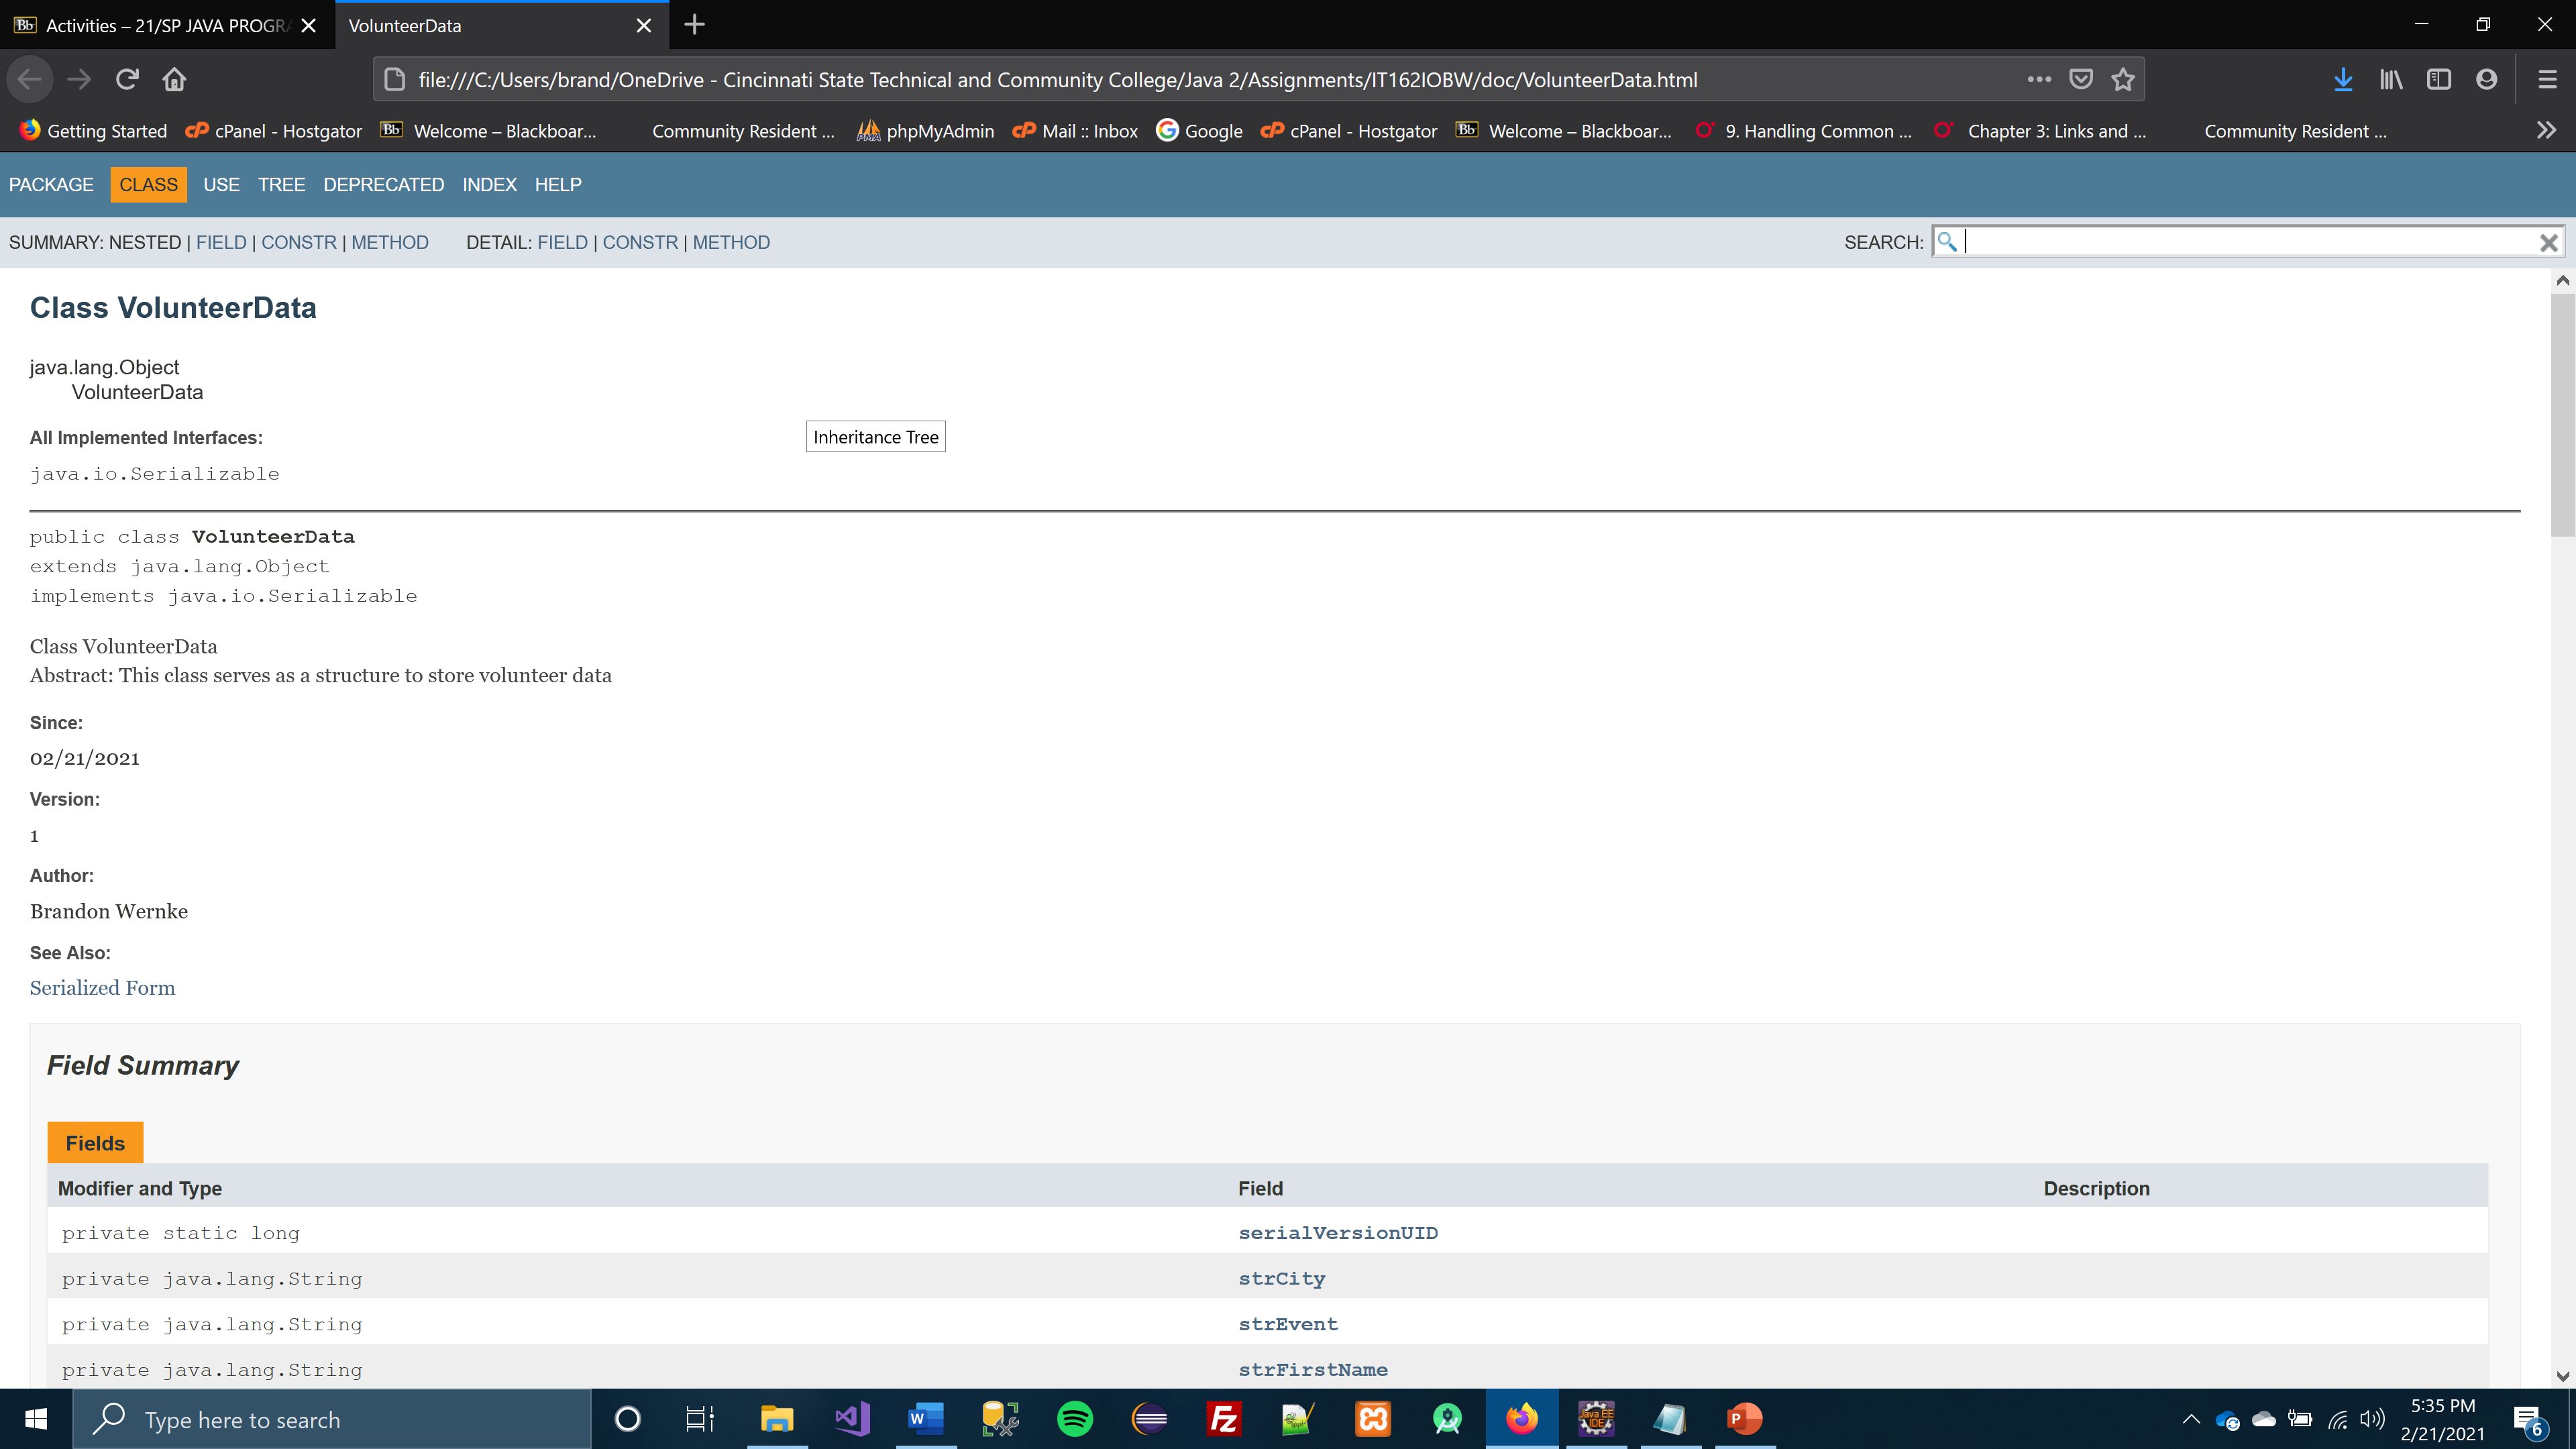 Activities – 21/SP JAVA PROGRA
VolunteerData
file:///C:/Users/brand/OneDrive - Cincinnati State Technical and Community College/Java 2/Assignments/IT162IOBW/doc/VolunteerData.html
Getting Started cPanel - Hostgator Welcome – Blackboar... Community Resident ... phpMyAdmin Mail :: Inbox Google cPanel - Hostgator Welcome – Blackboar... 9. Handling Common ... Chapter 3: Links and ... Community Resident ...
PACKAGE CLASS USE TREE DEPRECATED INDEX HELP
SUMMARY: NESTED | FIELD | CONSTR | METHOD DETAIL: FIELD | CONSTR | METHOD SEARCH:
Class VolunteerData
java.lang.Object
VolunteerData
All Implemented Interfaces:
Inheritance Tree
java.io.Serializable
public class VolunteerData
extends java.lang.Object
implements java.io.Serializable
Class VolunteerData
Abstract: This class serves as a structure to store volunteer data
Since:
02/21/2021
Version:
1
Author:
Brandon Wernke
See Also:
Serialized Form
Field Summary
Fields
Modifier and Type Field Description
private static long serialVersionUID
private java.lang.String strCity
private java.lang.String strEvent
private java.lang.String strFirstName
Type here to search
5:35 PM
2/21/2021
6